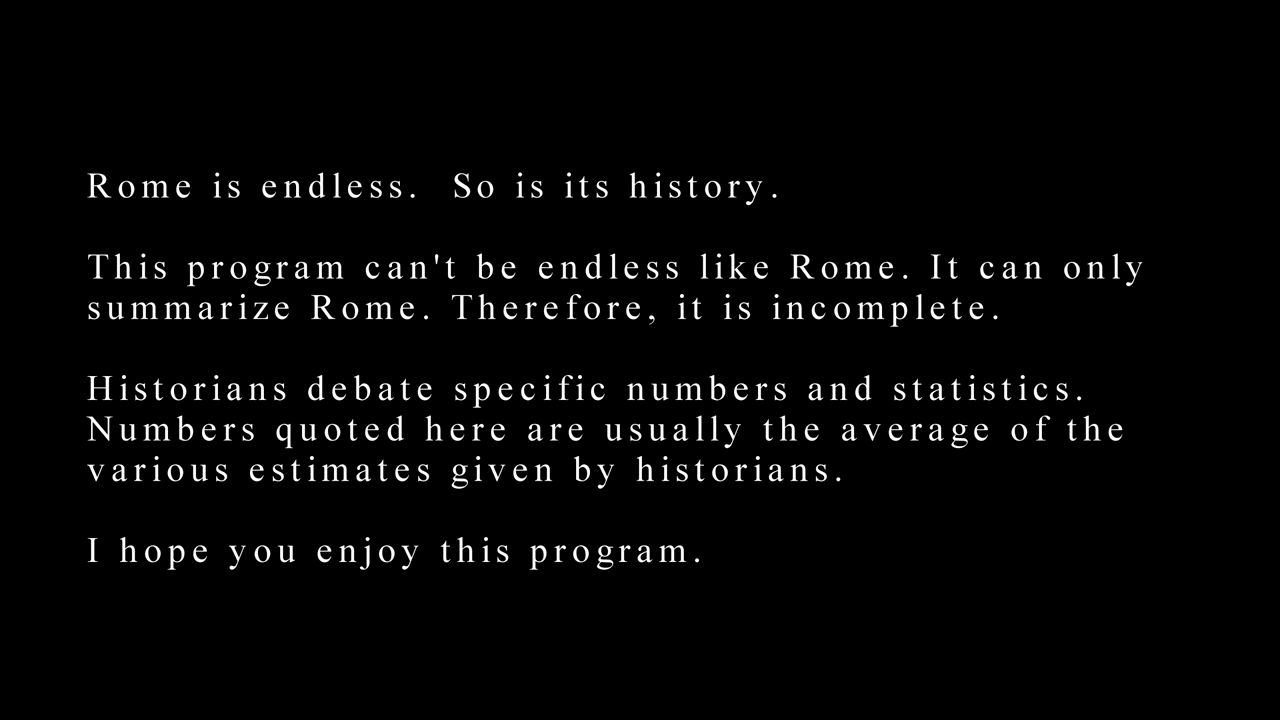 Rome is endless.  So is its history.
This program can't be endless like Rome. It can only
summarize Rome. Therefore, it is incomplete.
Historians debate specific numbers and statistics.
Numbers quoted here are usually the average of the
various estimates given by historians.
I hope you enjoy this program.